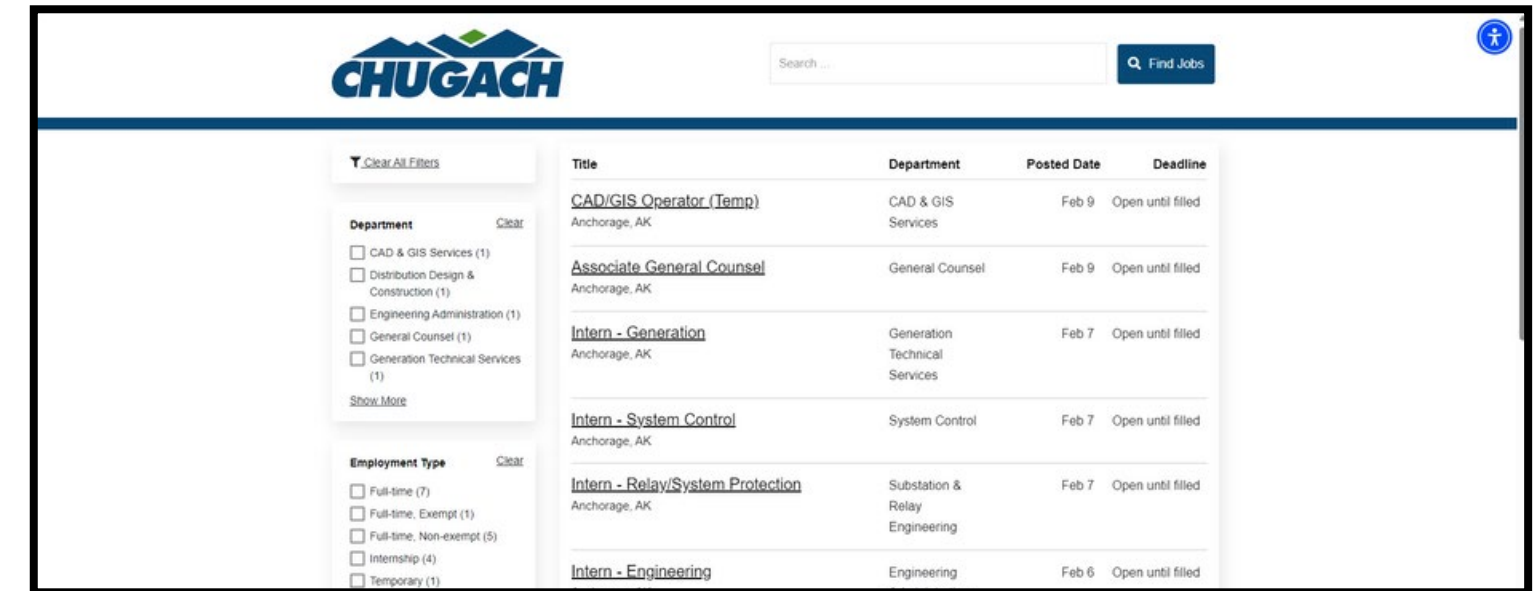 CHUGACH
Search ...
Find Jobs
Clear All Filters
Department Clear
CAD & GIS Services (1)
Distribution Design &
Construction (1)
Engineering Administration (1)
General Counsel (1)
Generation Technical Services
(1)
Show More
Employment Type Clear
Full-time (7)
Full-time, Exempt (1)
Full-time, Non-exempt (5)
Internship (4)
Temporary (1)
Title Department Posted Date Deadline
CAD/GIS Operator (Temp) CAD & GIS Feb 9 Open until filled
Anchorage, AK Services
Associate General Counsel General Counsel Feb 9 Open until filled
Anchorage, AK
Intern - Generation Generation Feb 7 Open until filled
Anchorage, AK Technical
Services
Intern - System Control System Control Feb 7 Open until filled
Anchorage, AK
Intern - Relay/System Protection Substation & Feb 7 Open until filled
Anchorage, AK Relay
Engineering
Intern - Engineering Engineering Feb 6 Open until filled